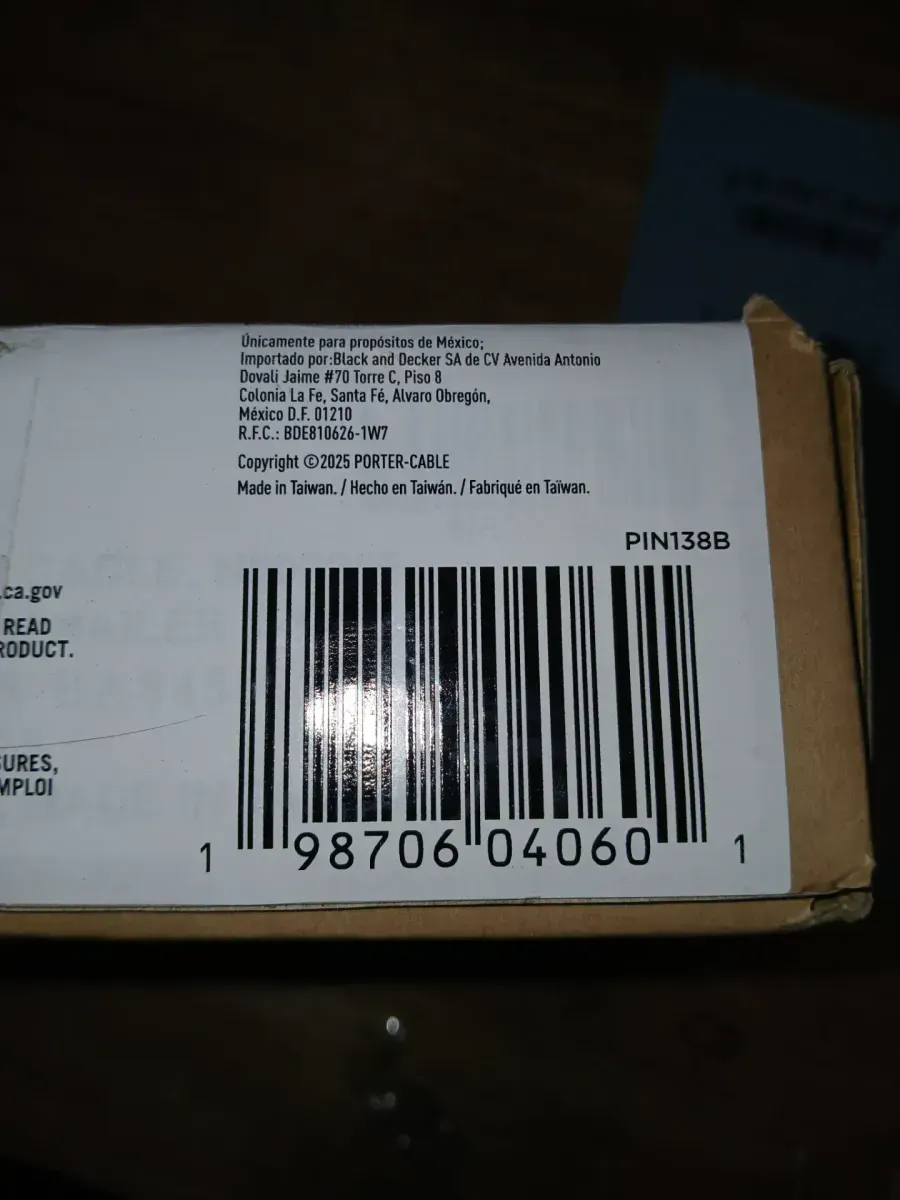 Únicamente para propósitos de México;
Importado por:Black and Decker SA de CV Avenida Antonio
Dovali Jaime #70 Torre C, Piso 8
Colonia La Fe, Santa Fé, Alvaro Obregón,
México D.F. 01210
R.F.C.: BDE810626-1W7
Copyright ©2025 PORTER-CABLE
Made in Taiwan. / Hecho en Taiwán. / Fabriqué en Taïwan.
PIN138B
.ca.gov
READ
RODUCT.
SURES,
MPLOI
1 98706 04060 1